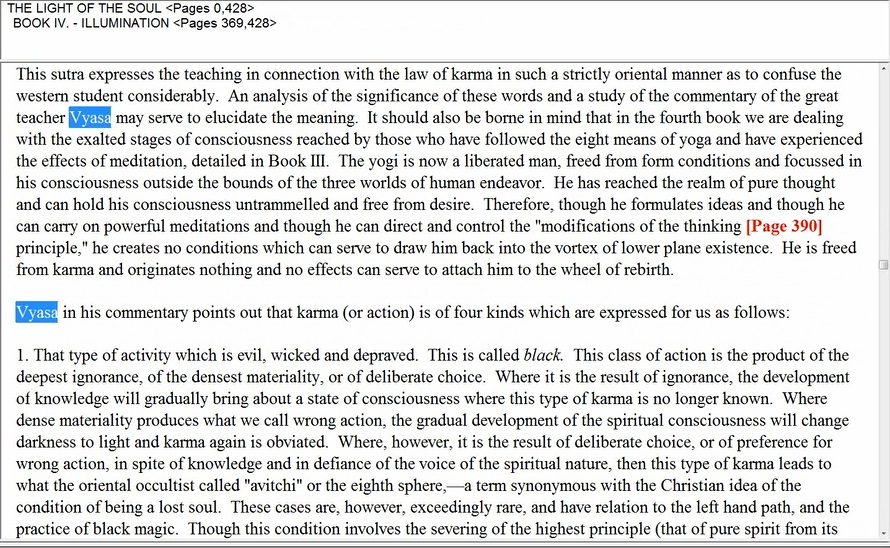 THE LIGHT OF THE SOUL <Pages 0,428>
BOOK IV. - ILLUMINATION <Pages 369,428>
This sutra expresses the teaching in connection with the law of karma in such a strictly oriental manner as to confuse the
western student considerably.  An analysis of the significance of these words and a study of the commentary of the great
teacher Vyasa may serve to elucidate the meaning.  It should also be borne in mind that in the fourth book we are dealing
with the exalted stages of consciousness reached by those who have followed the eight means of yoga and have experienced
the effects of meditation, detailed in Book III.  The yogi is now a liberated man, freed from form conditions and focussed in
his consciousness outside the bounds of the three worlds of human endeavor.  He has reached the realm of pure thought
and can hold his consciousness untrammelled and free from desire.  Therefore, though he formulates ideas and though he
can carry on powerful meditations and though he can direct and control the "modifications of the thinking [Page 390]
principle," he creates no conditions which can serve to draw him back into the vortex of lower plane existence.  He is freed
from karma and originates nothing and no effects can serve to attach him to the wheel of rebirth.
Vyasa in his commentary points out that karma (or action) is of four kinds which are expressed for us as follows:
1. That type of activity which is evil, wicked and depraved.  This is called black.  This class of action is the product of the
deepest ignorance, of the densest materiality, or of deliberate choice.  Where it is the result of ignorance, the development
of knowledge will gradually bring about a state of consciousness where this type of karma is no longer known.  Where
dense materiality produces what we call wrong action, the gradual development of the spiritual consciousness will change
darkness to light and karma again is obviated.  Where, however, it is the result of deliberate choice, or of preference for
wrong action, in spite of knowledge and in defiance of the voice of the spiritual nature, then this type of karma leads to
what the oriental occultist called "avitchi" or the eighth sphere,—a term synonymous with the Christian idea of the
condition of being a lost soul.  These cases are, however, exceedingly rare, and have relation to the left hand path, and the
practice of black magic.  Though this condition involves the severing of the highest principle (that of pure spirit from its